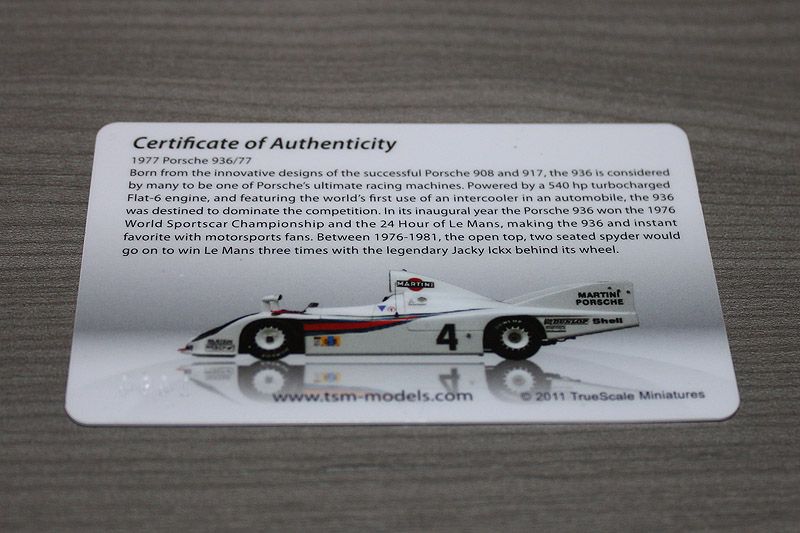 Certificate of Authenticity
1977 Porsche 936/77
Born from the innovative designs of the successful Porsche 908 and 917, the 936 is considered
by many to be one of Porsche's ultimate racing machines. Powered by a 540 hp turbocharged
Flat-6 engine, and featuring the world's first use of an intercooler in an automobile, the 936
was destined to dominate the competition. In its inaugural year the Porsche 936 won the 1976
World Sportscar Championship and the 24 Hour of Le Mans, making the 936 and instant
favorite with motorsports fans. Between 1976-1981, the open top, two seated spyder would
go on to win Le Mans three times with the legendary Jacky Ickx behind its wheel.
MARTINI
MARTINI
PORSCHE
DUNLOP Shell
4
www.tsm-models.com
© 2011 TrueScale Miniatures